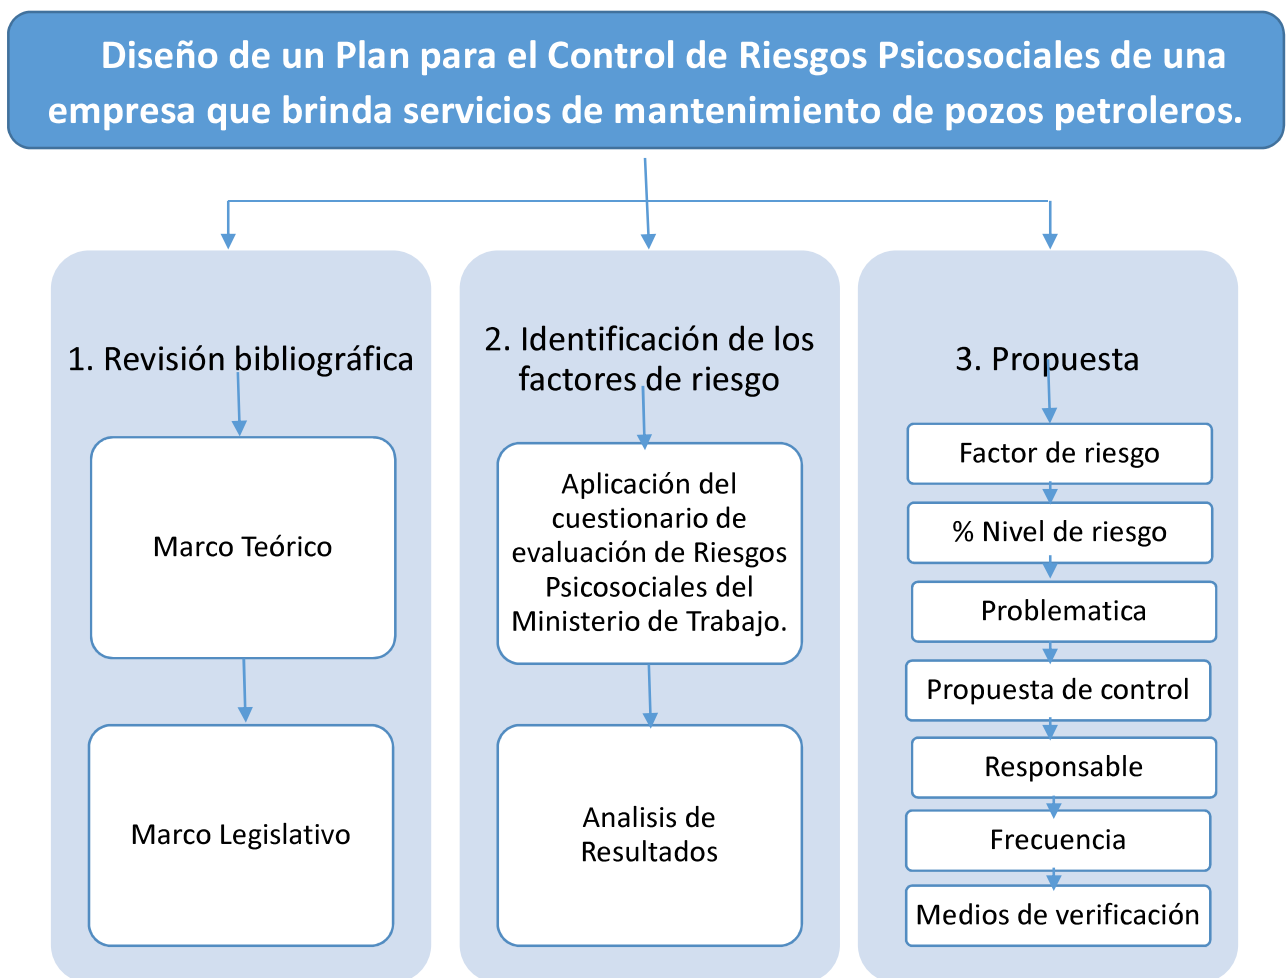 Diseño de un Plan para el Control de Riesgos Psicosociales de una
empresa que brinda servicios de mantenimiento de pozos petroleros.
1. Revisión bibliográfica
Marco Teórico
Marco Legislativo
2. Identificación de los
factores de riesgo
Aplicación del
cuestionario de
evaluación de Riesgos
Psicosociales del
Ministerio de Trabajo.
Analisis de
Resultados
3. Propuesta
Factor de riesgo
% Nivel de riesgo
Problematica
Propuesta de control
Responsable
Frecuencia
Medios de verificación